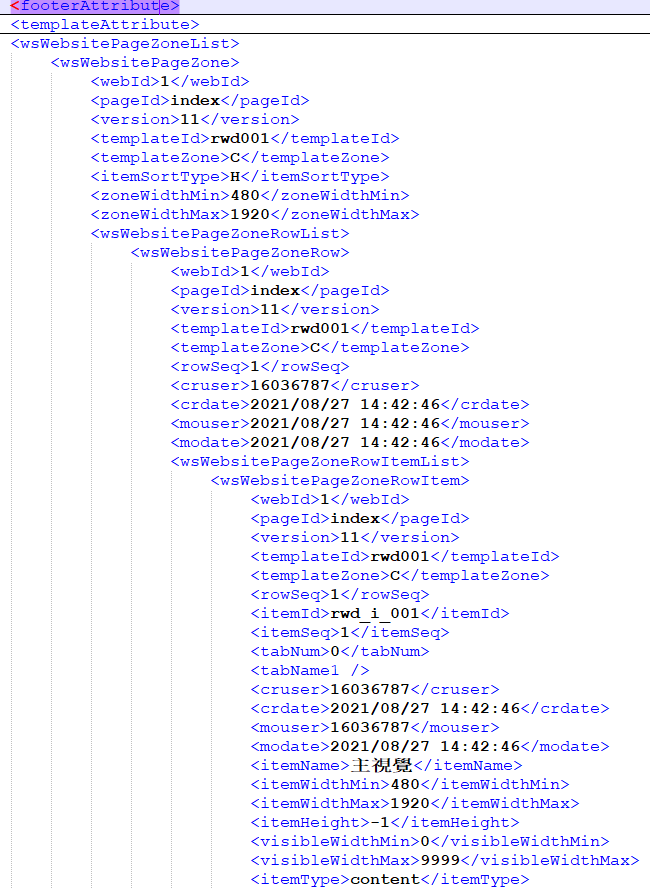 <footerAttribute>
<templateAttribute>
<wsWebsitePageZoneList>
<wsWebsitePageZone>
<webId>1</webId>
<pageId>index</pageId>
<version>11</version>
<templateId>rwd001</templateId>
<templateZone>C</templateZone>
<itemSortType>H</itemSortType>
<zoneWidthMin>480</zoneWidthMin>
<zoneWidthMax>1920</zoneWidthMax>
<wsWebsitePageZoneRowList>
<wsWebsitePageZoneRow>
<webId>1</webId>
<pageId>index</pageId>
<version>11</version>
<templateId>rwd001</templateId>
<templateZone>C</templateZone>
<rowSeq>1</rowSeq>
<cruser>16036787</cruser>
<crdate>2021/08/27 14:42:46</crdate>
<mouser>2021/08/27 14:42:46</mouser>
<modate>2021/08/27 14:42:46</modate>
<wsWebsitePageZoneRowItemList>
<wsWebsitePageZoneRowItem>
<webId>1</webId>
<pageId>index</pageId>
<version>11</version>
<templateId>rwd001</templateId>
<templateZone>C</templateZone>
<rowSeq>1</rowSeq>
<itemId>rwd_i_001</itemId>
<itemSeq>1</itemSeq>
<tabNum>0</tabNum>
<tabName1 />
<cruser>16036787</cruser>
<crdate>2021/08/27 14:42:46</crdate>
<mouser>16036787</mouser>
<modate>2021/08/27 14:42:46</modate>
<itemName>主視覺</itemName>
<itemWidthMin>480</itemWidthMin>
<itemWidthMax>1920</itemWidthMax>
<itemHeight>-1</itemHeight>
<visibleWidthMin>0</visibleWidthMin>
<visibleWidthMax>9999</visibleWidthMax>
<itemType>content</itemType>